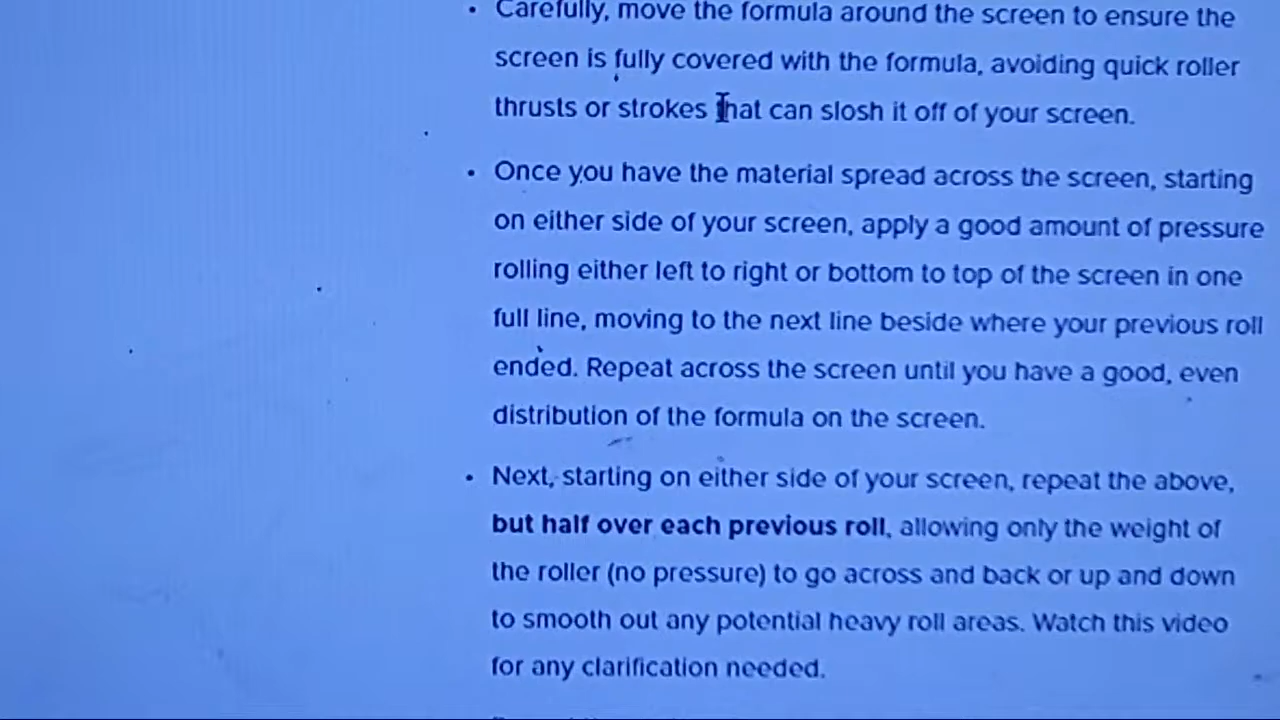 • Carefully, move the formula around the screen to ensure the
screen is fully covered with the formula, avoiding quick roller
thrusts or strokes that can slosh it off of your screen.
• Once you have the material spread across the screen, starting
on either side of your screen, apply a good amount of pressure
rolling either left to right or bottom to top of the screen in one
full line, moving to the next line beside where your previous roll
ended. Repeat across the screen until you have a good, even
distribution of the formula on the screen.
• Next, starting on either side of your screen, repeat the above,
but half over each previous roll, allowing only the weight of
the roller (no pressure) to go across and back or up and down
to smooth out any potential heavy roll areas. Watch this video
for any clarification needed.